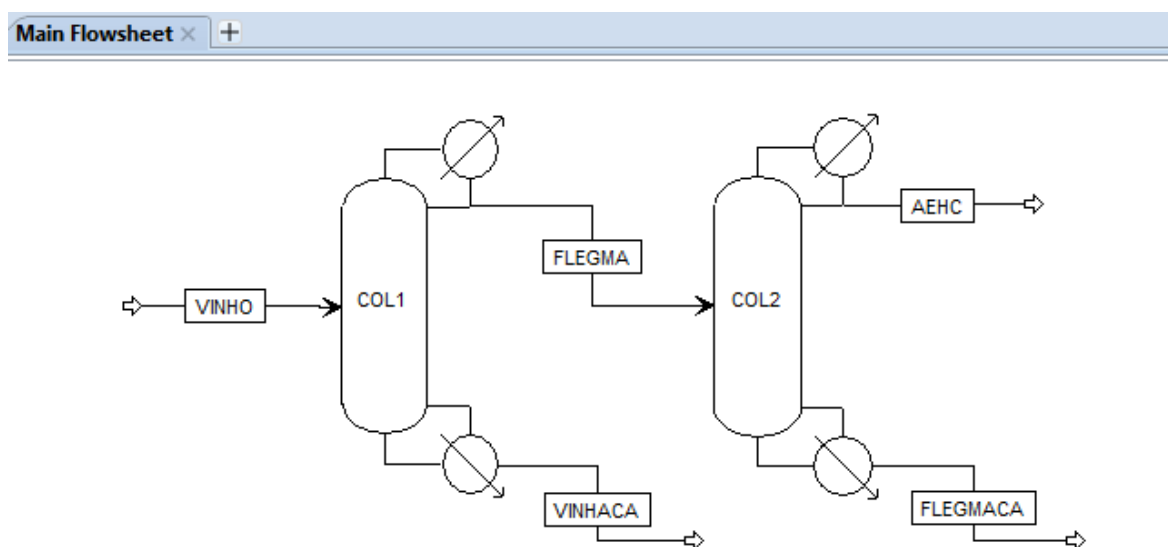 Main Flowsheet
AEHC
FLEGMA
VINHO
COL1
COL2
VINHACA
FLEGMACA